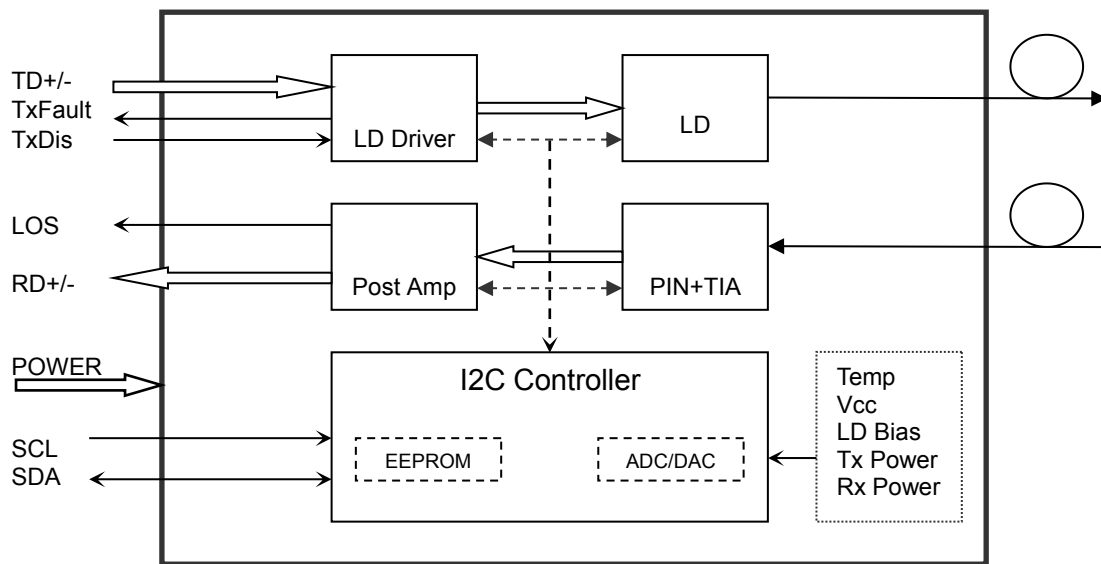 TD+/-
TxFault
TxDis
LD Driver
LD
LOS
RD+/-
Post Amp
PIN+TIA
POWER
I2C Controller
SCL
SDA
EEPROM
ADC/DAC
Temp
Vcc
LD Bias
Tx Power
Rx Power